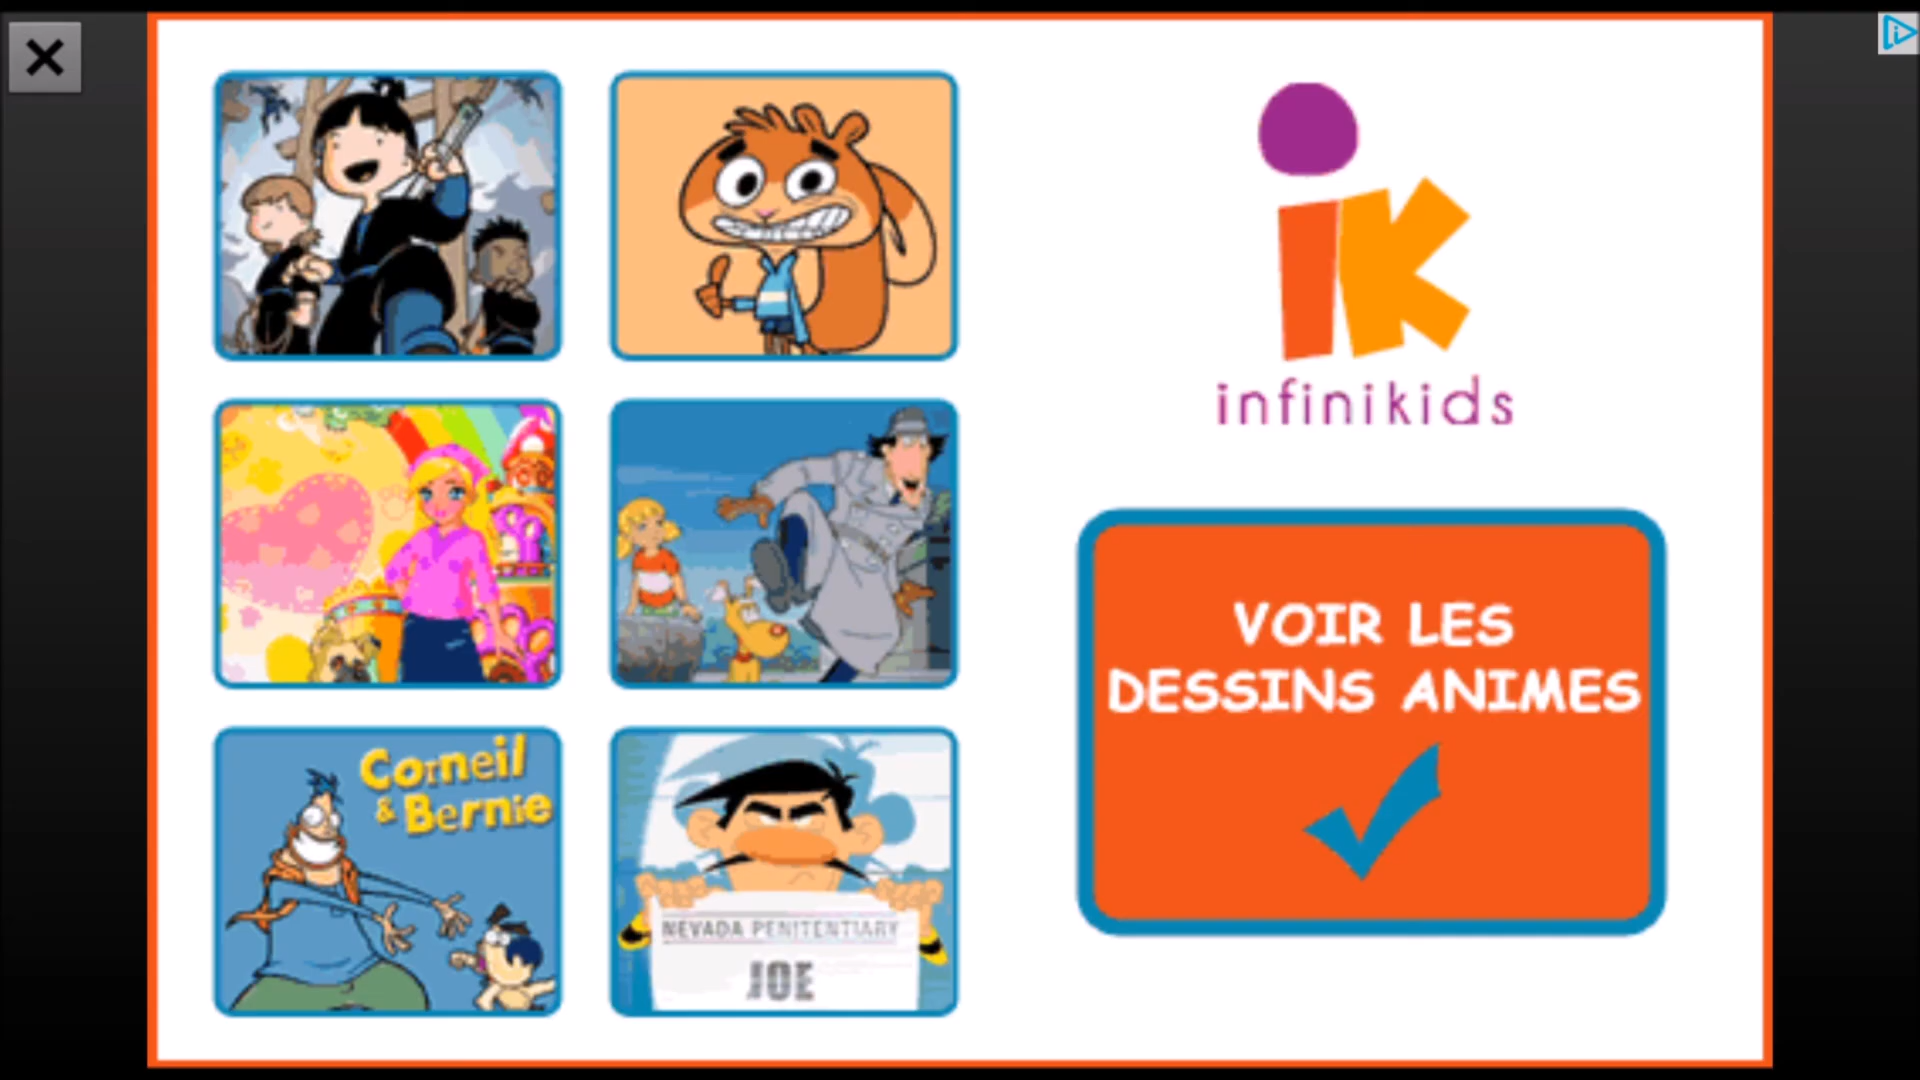 infinikids
VOIR LES
DESSINS ANIMES
Corneil
& Bernie
NEVADA PENITENTIARY
JOE